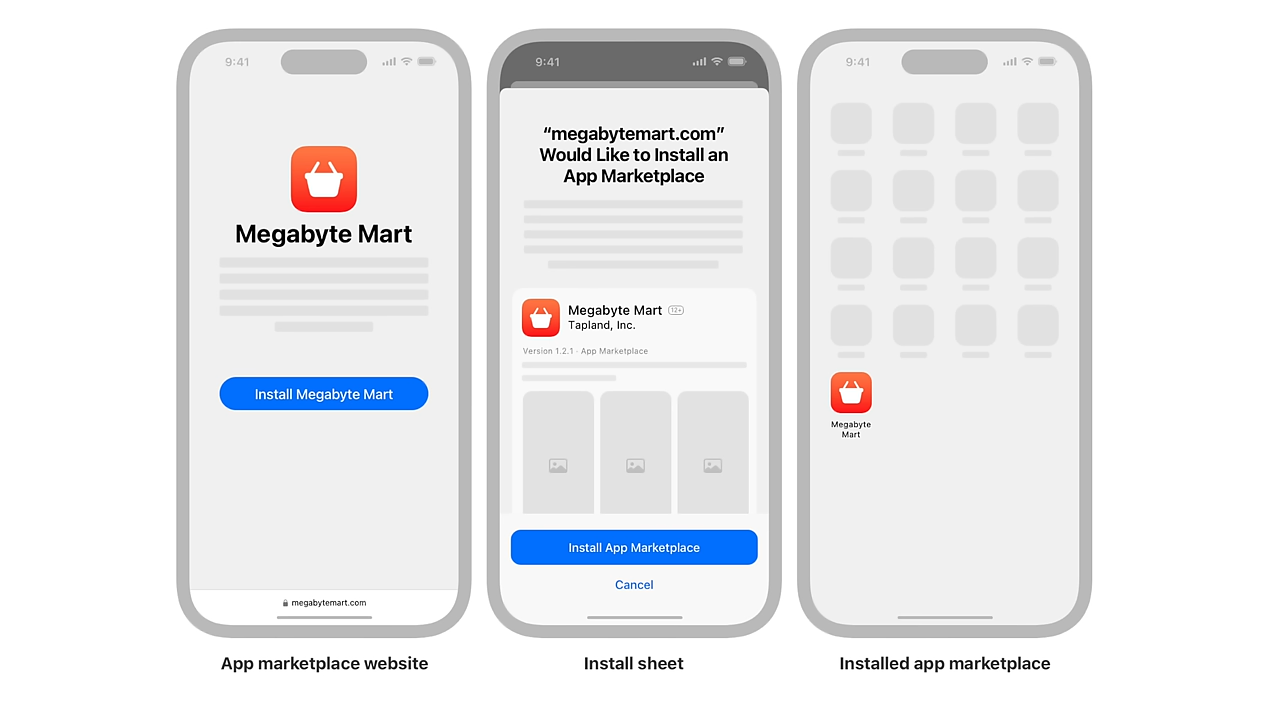 9:41
Megabyte Mart
Install Megabyte Mart
megabytemart.com
App marketplace website
9:41
“megabytemart.com”
Would Like to Install an
App Marketplace
Megabyte Mart 12+
Tapland, Inc.
Version 1.2.1 · App Marketplace
Install App Marketplace
Cancel
Install sheet
9:41
Megabyte
Mart
Installed app marketplace